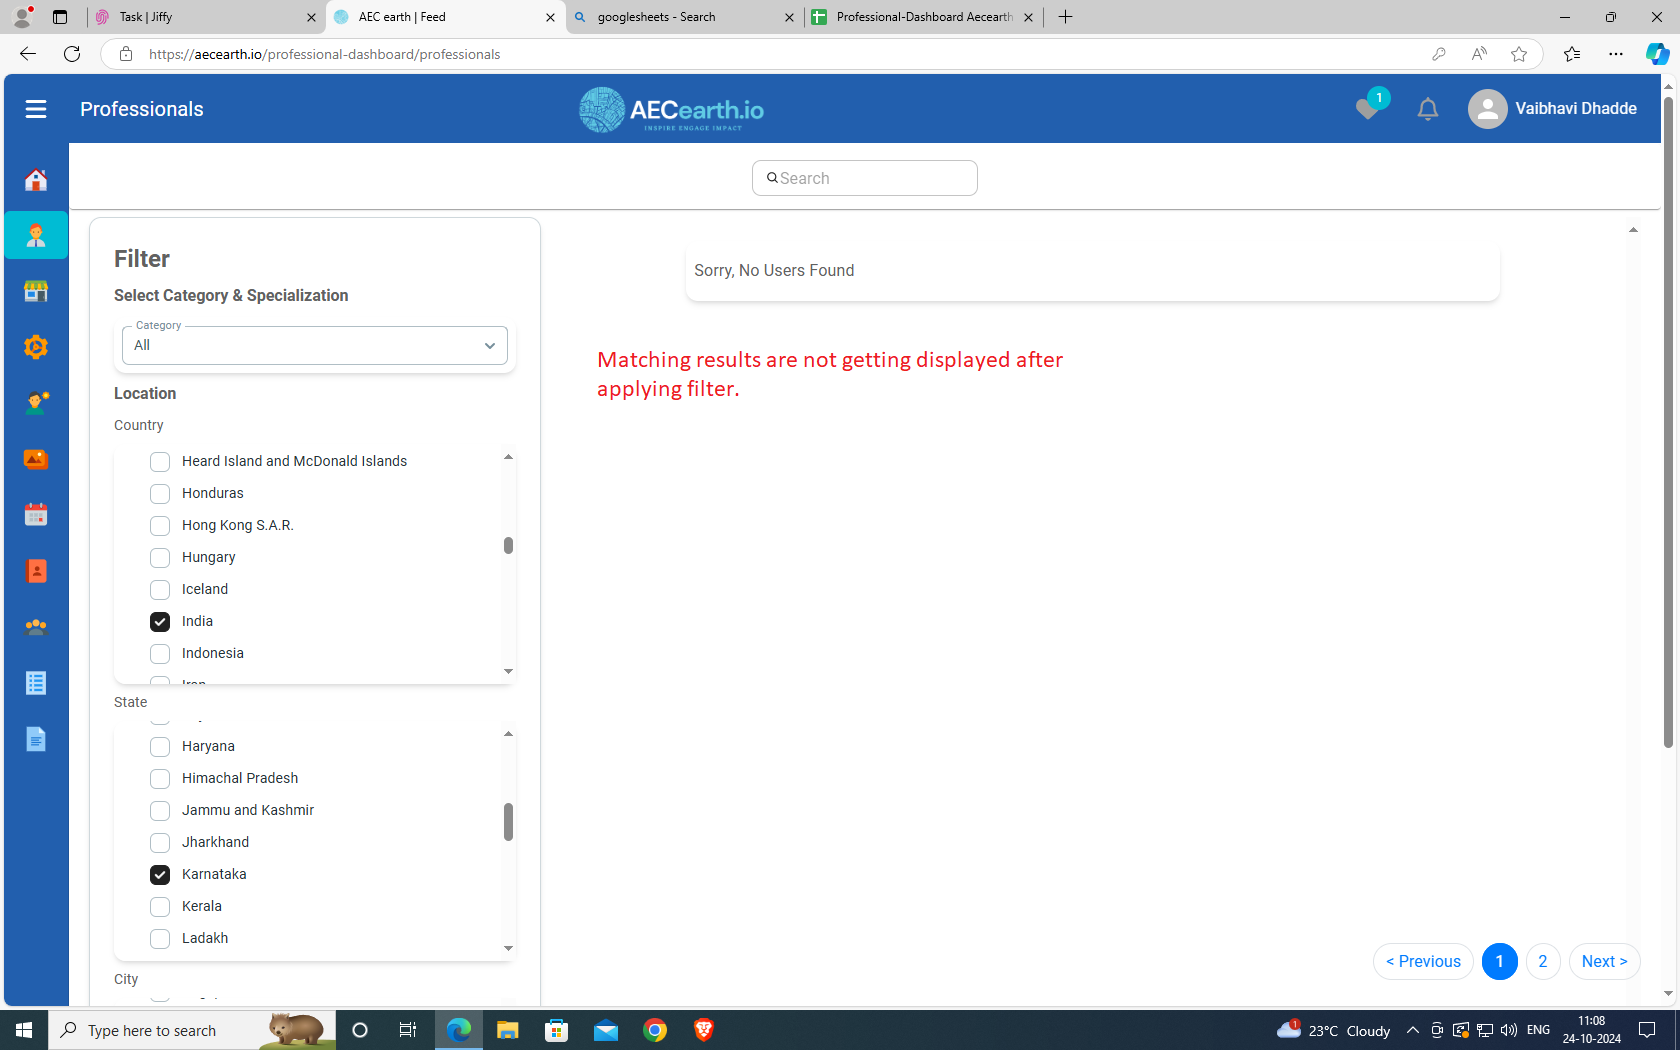 Task | Jiffy
AEC earth | Feed
googlesheets - Search
Professional-Dashboard Aecearth
https://aecearth.io/professional-dashboard/professionals
Professionals
AECearth.io
INSPIRE ENGAGE IMPACT
1
Vaibhavi Dhadde
Search
Filter
Select Category & Specialization
Category
All
Location
Country
Heard Island and McDonald Islands
Honduras
Hong Kong S.A.R.
Hungary
Iceland
India
Indonesia
Iran
State
Haryana
Himachal Pradesh
Jammu and Kashmir
Jharkhand
Karnataka
Kerala
Ladakh
City
Sorry, No Users Found
Matching results are not getting displayed after
applying filter.
< Previous
1
2
Next >
Type here to search
1
23°C Cloudy
ENG
11:08
24-10-2024